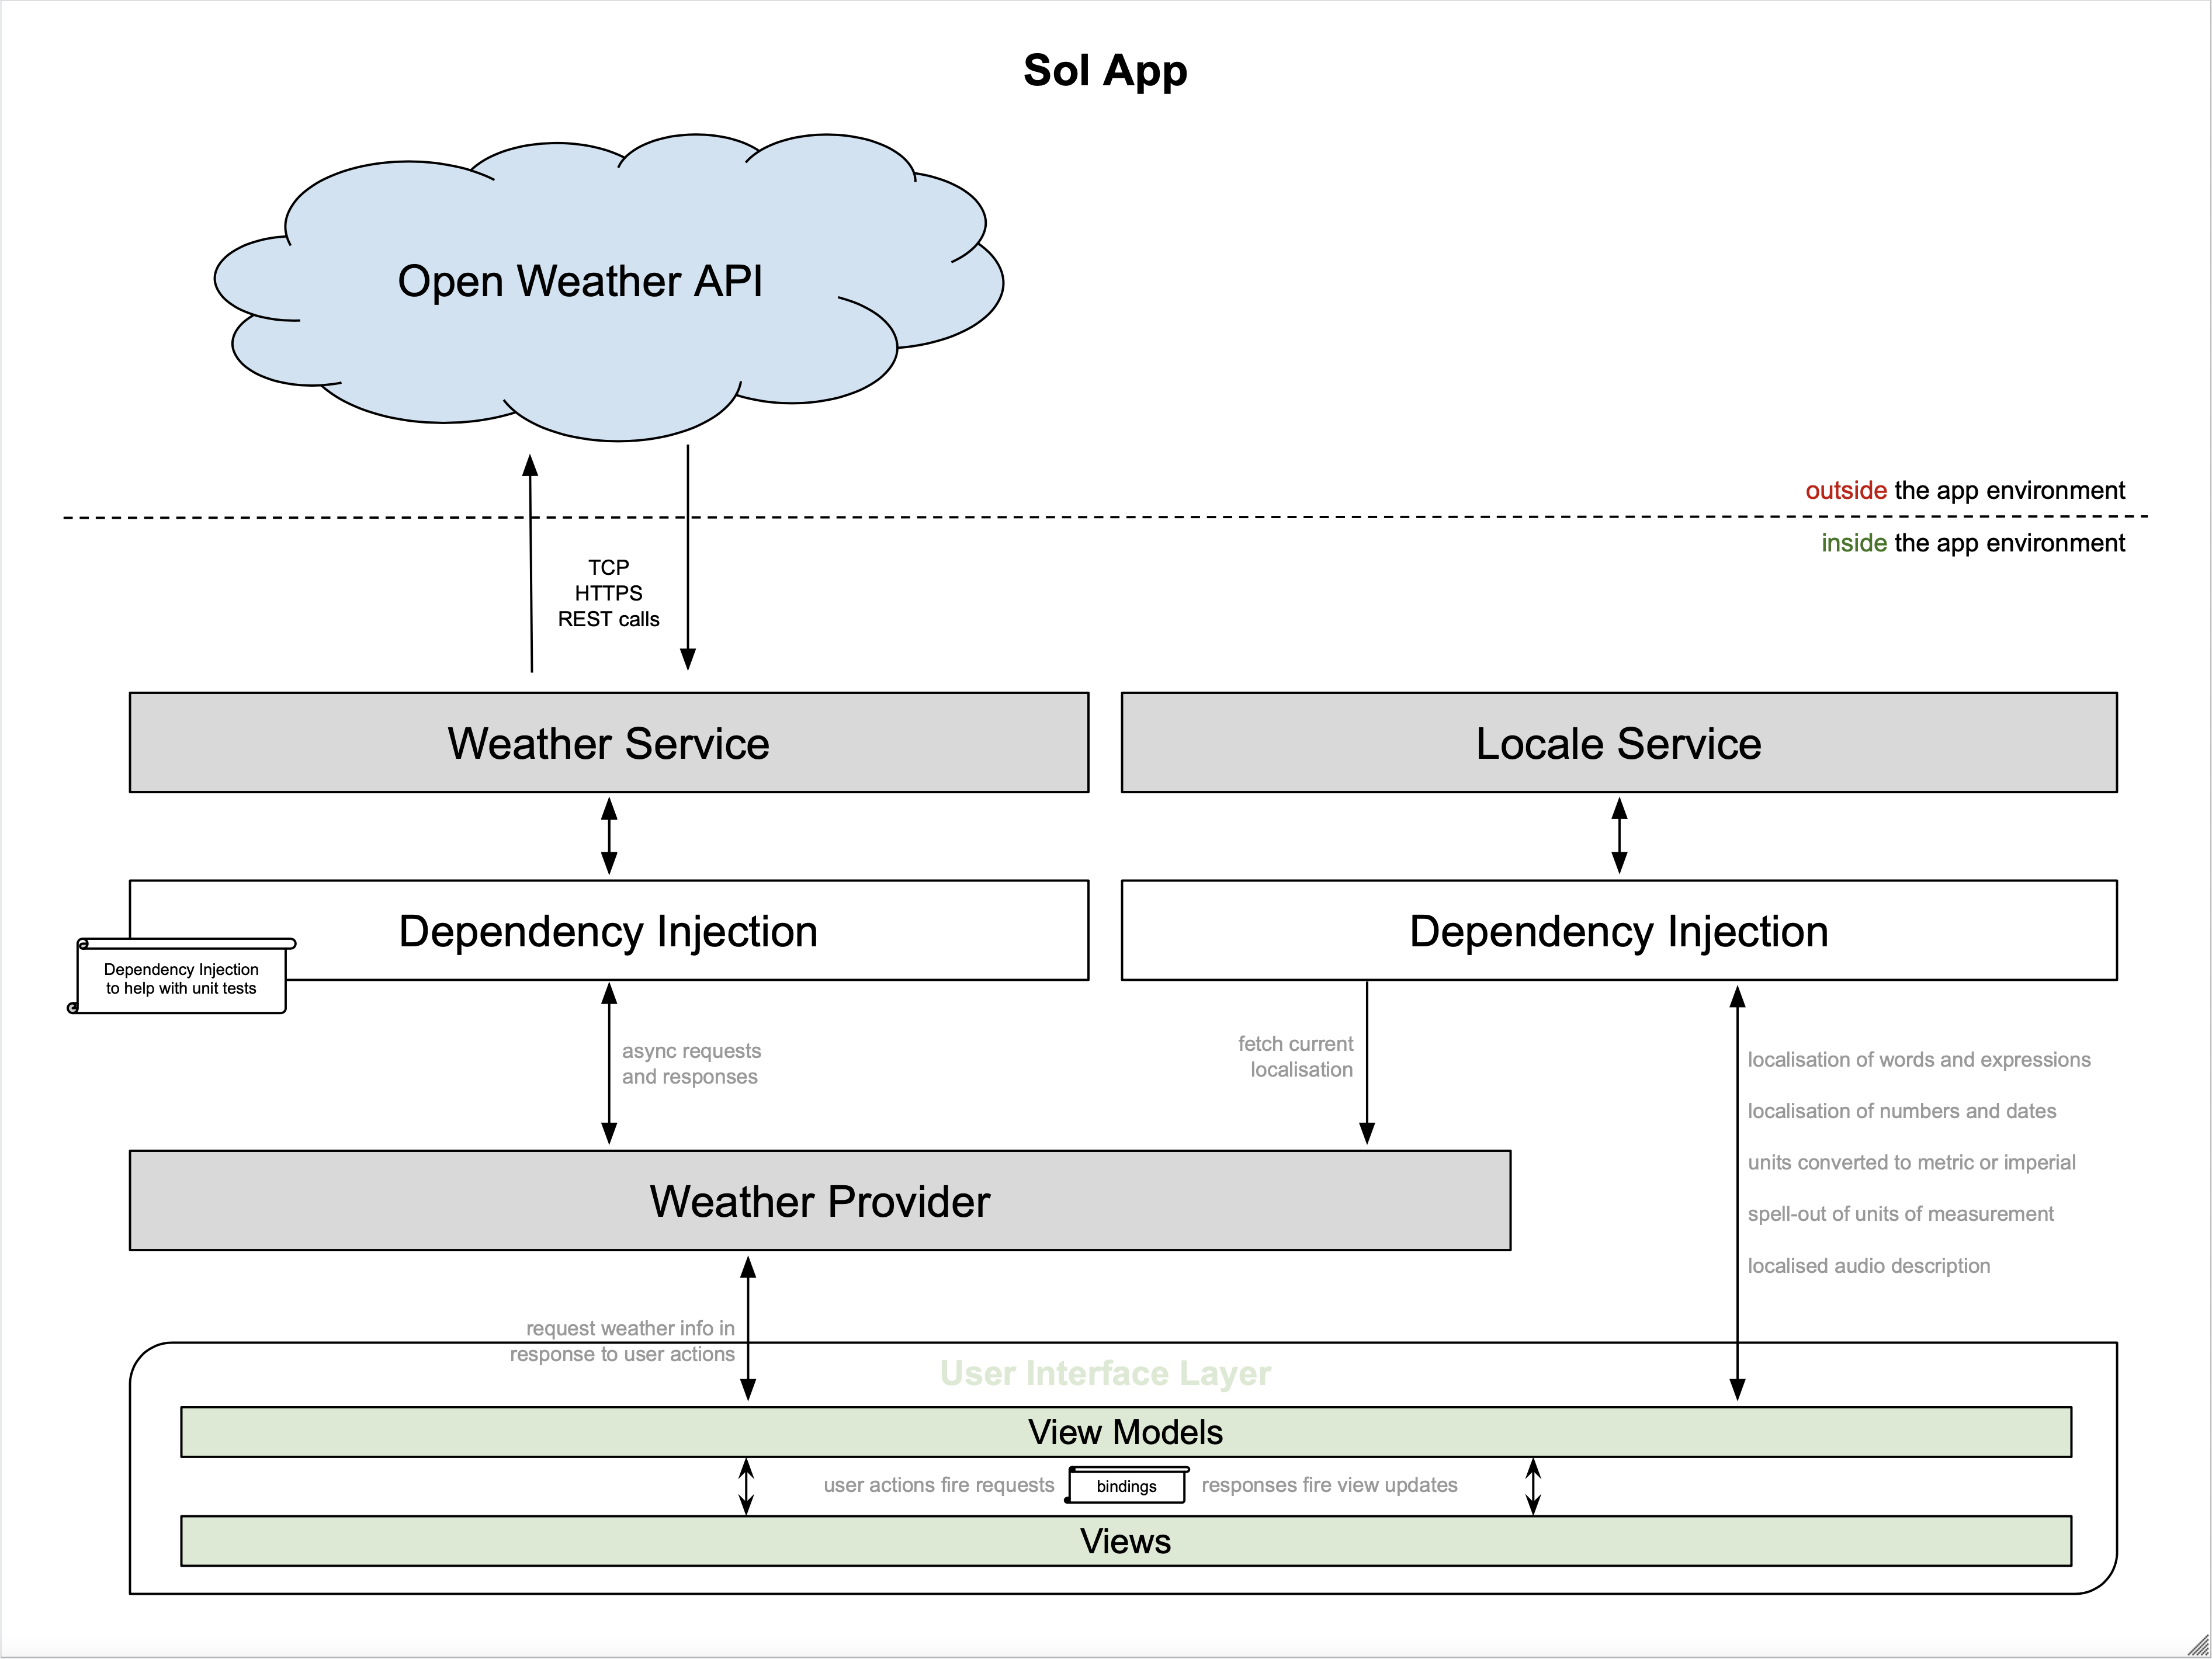 Sol App
Open Weather API
outside the app environment
inside the app environment
TCP
HTTPS
REST calls
Weather Service
Locale Service
Dependency Injection
Dependency Injection
Dependency Injection
to help with unit tests
async requests
and responses
fetch current
localisation
localisation of words and expressions
localisation of numbers and dates
units converted to metric or imperial
spell-out of units of measurement
localised audio description
Weather Provider
request weather info in
response to user actions
User Interface Layer
View Models
user actions fire requests
bindings
responses fire view updates
Views